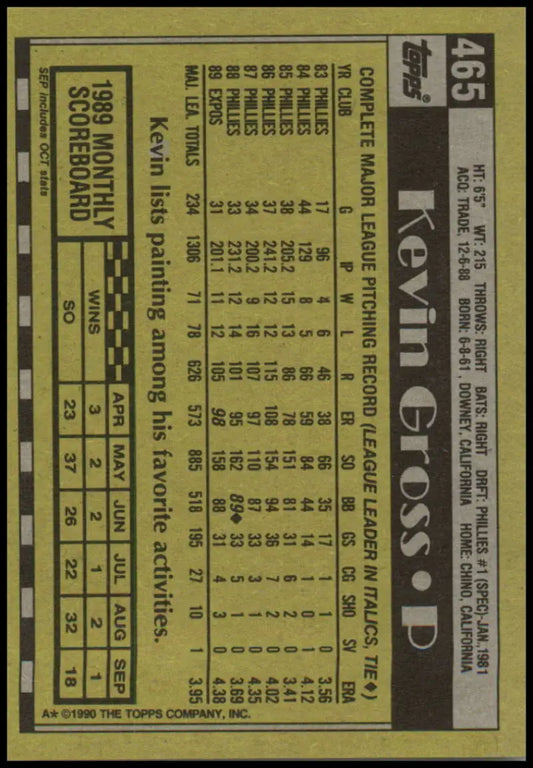 465
HT: 6'5" WT: 215 THROWS: RIGHT BATS: RIGHT DRFT: PHILLIES #1 (SPEC)-JAN., 1981
ACQ: TRADE, 12-6-88 BORN: 6-8-61, DOWNEY, CALIFORNIA HOME: CHINO, CALIFORNIA
topps® Kevin Gross • P
COMPLETE MAJOR LEAGUE PITCHING RECORD (LEAGUE LEADER IN ITALICS, TIE♦)
YR CLUB G IP W L R ER SO BB GS CG SHO SV ERA
83 PHILLIES 17 96 4 6 46 38 66 35 17 1 1 0 3.56
84 PHILLIES 44 129 8 5 66 59 84 44 14 1 0 1 4.12
85 PHILLIES 38 205.2 15 13 86 78 151 81 31 6 2 0 3.41
86 PHILLIES 37 241.2 12 12 115 108 154 94 36 7 2 0 4.02
87 PHILLIES 34 200.2 9 16 107 97 110 87 33 3 1 0 4.35
88 PHILLIES 33 231.2 12 14 101 95 162 89♦ 33 5 1 0 3.69
89 EXPOS 31 201.1 11 12 105 98 158 88 31 4 3 0 4.38
MAJ. LEA. TOTALS 234 1306 71 78 626 573 885 518 195 27 10 1 3.95
Kevin lists painting among his favorite activities.
1989 MONTHLY
SCOREBOARD
APR MAY JUN JUL AUG SEP
WINS 3 2 2 1 2 1
SO 23 37 26 22 32 18
SEP includes OCT stats
A* ©1990 THE TOPPS COMPANY, INC.